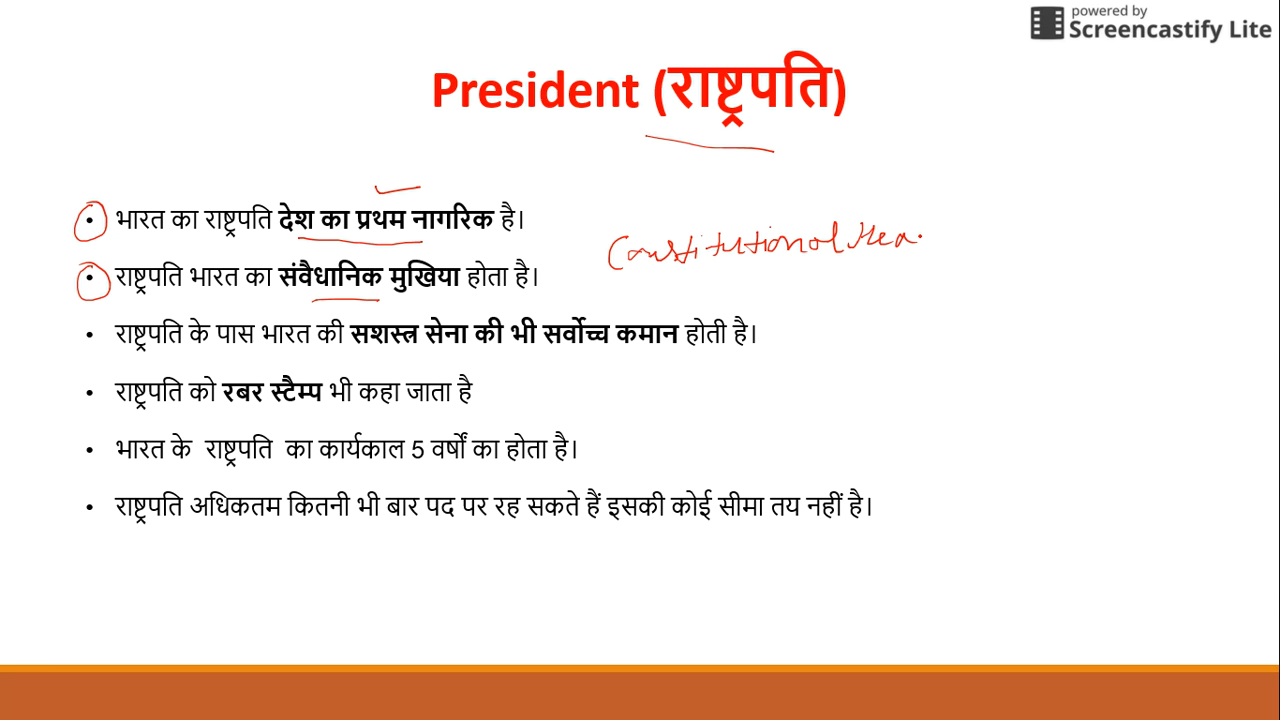 powered by
Screencastify Lite
President (राष्ट्रपति)
• भारत का राष्ट्रपति देश का प्रथम नागरिक है।
Constitutional Hea
• राष्ट्रपति भारत का संवैधानिक मुखिया होता है।
• राष्ट्रपति के पास भारत की सशस्त्र सेना की भी सर्वोच्च कमान होती है।
• राष्ट्रपति को रबर स्टैम्प भी कहा जाता है
• भारत के राष्ट्रपति का कार्यकाल 5 वर्षों का होता है।
• राष्ट्रपति अधिकतम कितनी भी बार पद पर रह सकते हैं इसकी कोई सीमा तय नहीं है।